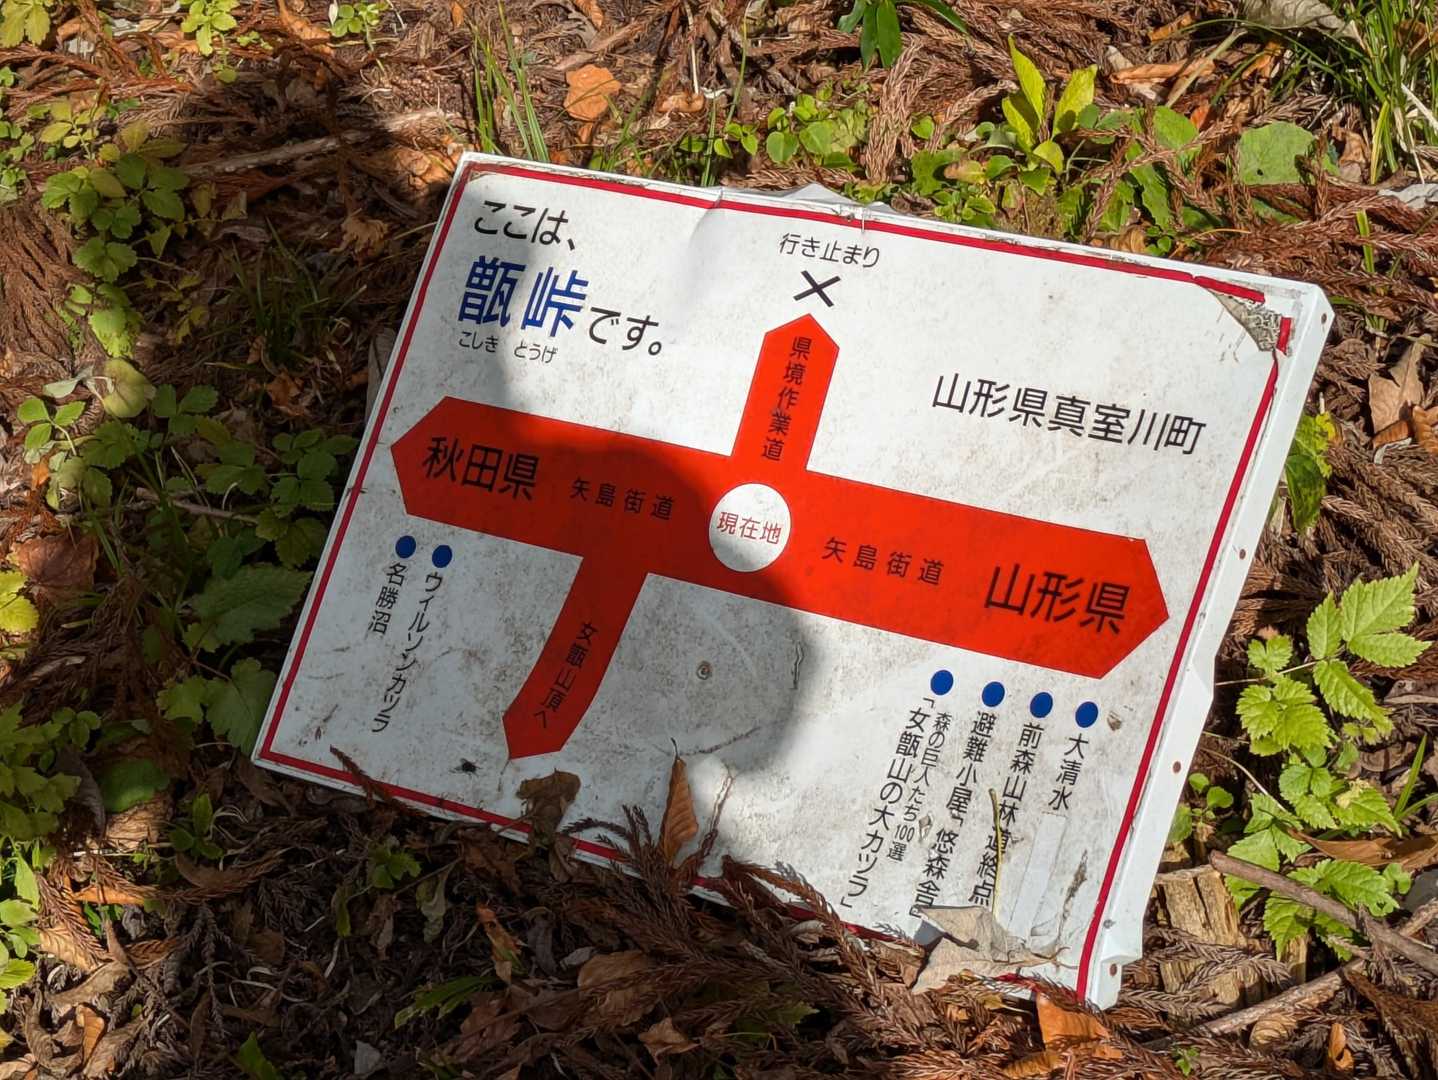 ここは、
甑峠です。
こしき とうげ
行き止まり
×
県境作業道
山形県真室川町
秋田県
矢島街道
現在地
矢島街道
山形県
女甑山頂へ
名勝沼
ウィルソンカツラ
森の巨人たち100選
「女甑山の大カツラ」
避難小屋「悠森舎」
前森山林道終点
大清水